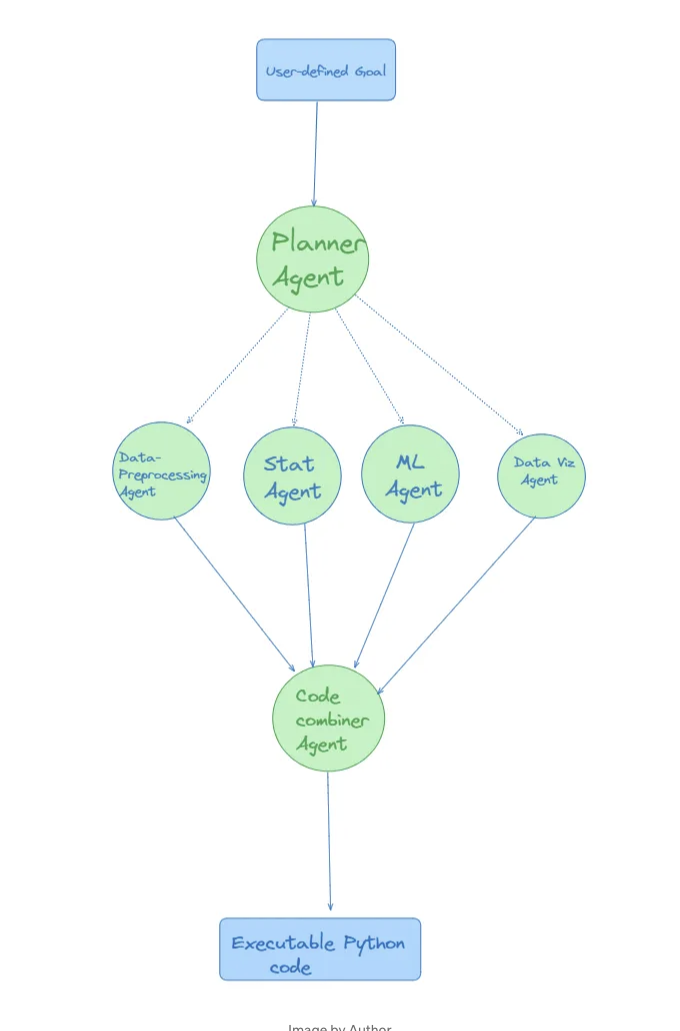 User-defined Goal
Planner
Agent
Data-
Preprocessing
Agent
Stat
Agent
ML
Agent
Data Viz
Agent
Code
combiner
Agent
Executable Python
code
Image by Author